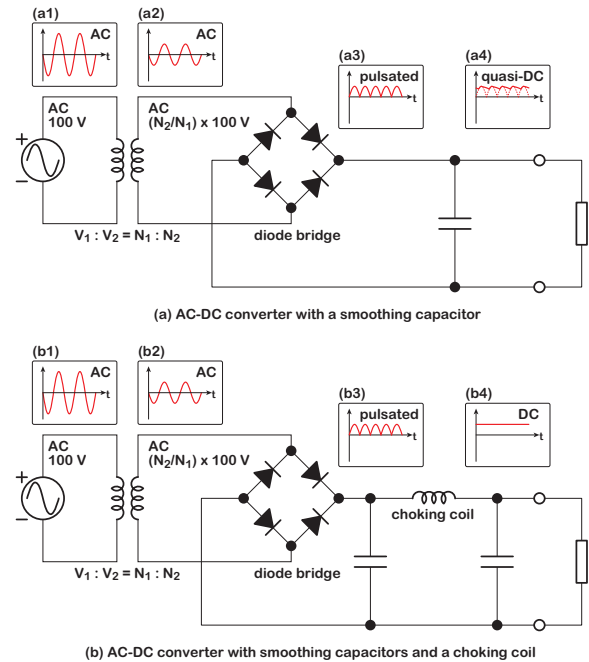 (a1)
AC
t
(a2)
AC
t
(a3)
pulsated
t
(a4)
quasi-DC
t
AC
100 V
AC
(N₂/N₁) x 100 V
+
−
V₁ : V₂ = N₁ : N₂
diode bridge
(a) AC-DC converter with a smoothing capacitor
(b1)
AC
t
(b2)
AC
t
(b3)
pulsated
t
(b4)
DC
t
AC
100 V
AC
(N₂/N₁) x 100 V
+
−
choking coil
V₁ : V₂ = N₁ : N₂
diode bridge
(b) AC-DC converter with smoothing capacitors and a choking coil